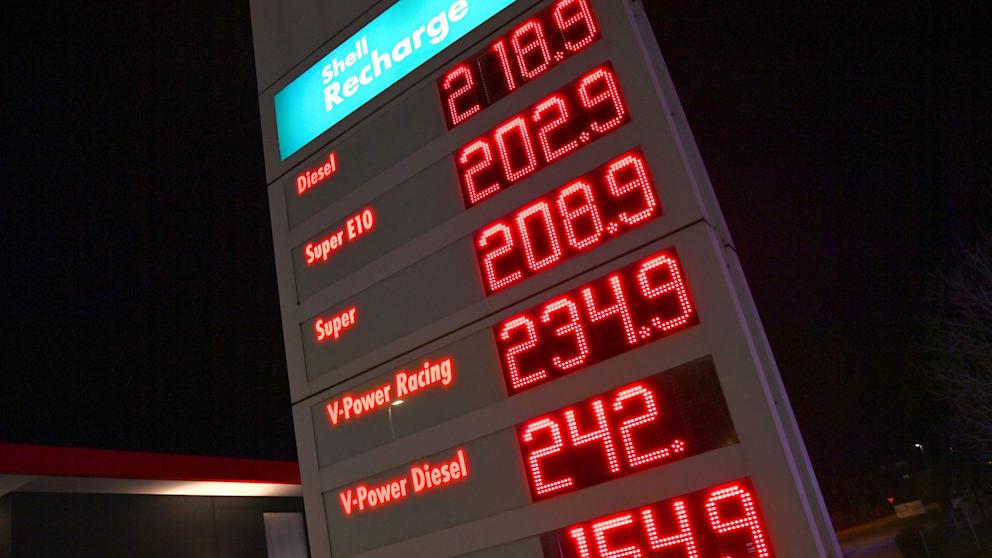 Shell
Recharge
Diesel 218.9
Super E10 202.9
Super 208.9
V-Power Racing 234.9
V-Power Diesel 242.
154.9